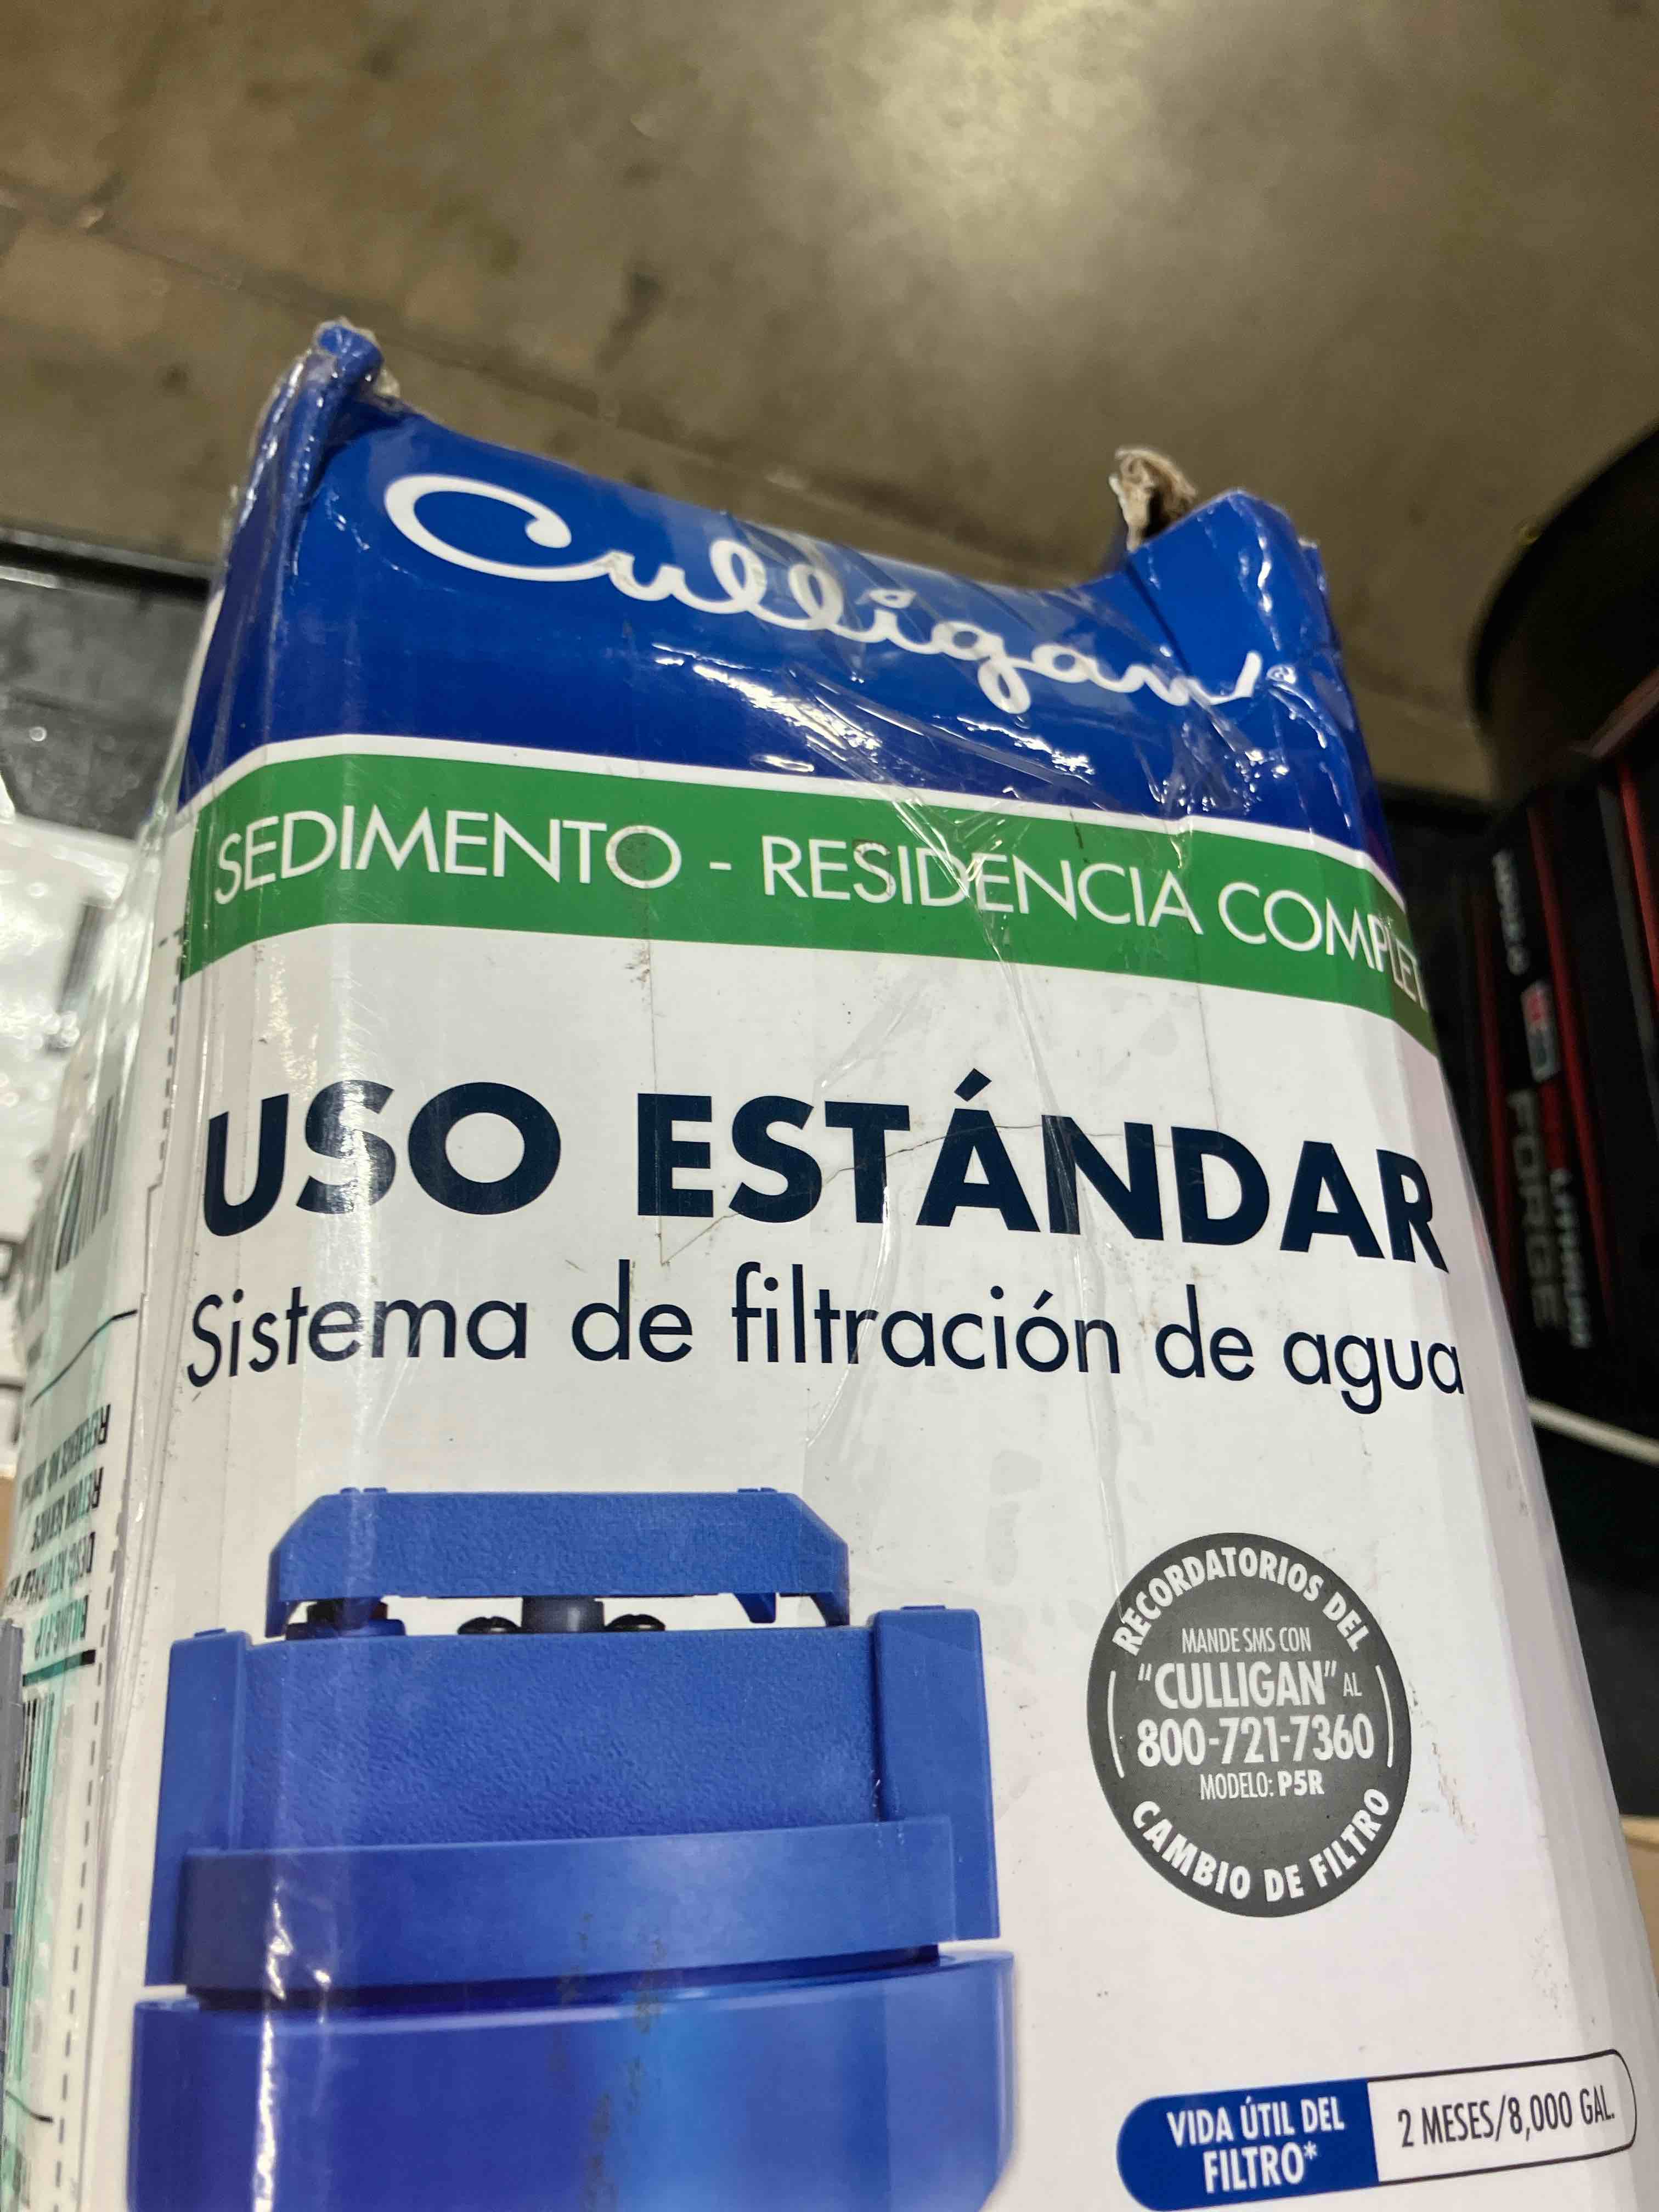 Culligan®
SEDIMENTO - RESIDENCIA COMPLET
USO ESTÁNDAR
Sistema de filtración de agua
RECORDATORIOS DEL
MANDE SMS CON
"CULLIGAN" AL
800-721-7360
MODELO: P5R
CAMBIO DE FILTRO
VIDA ÚTIL DEL
FILTRO*
2 MESES/8,000 GAL.
FORGE
LITHIUM